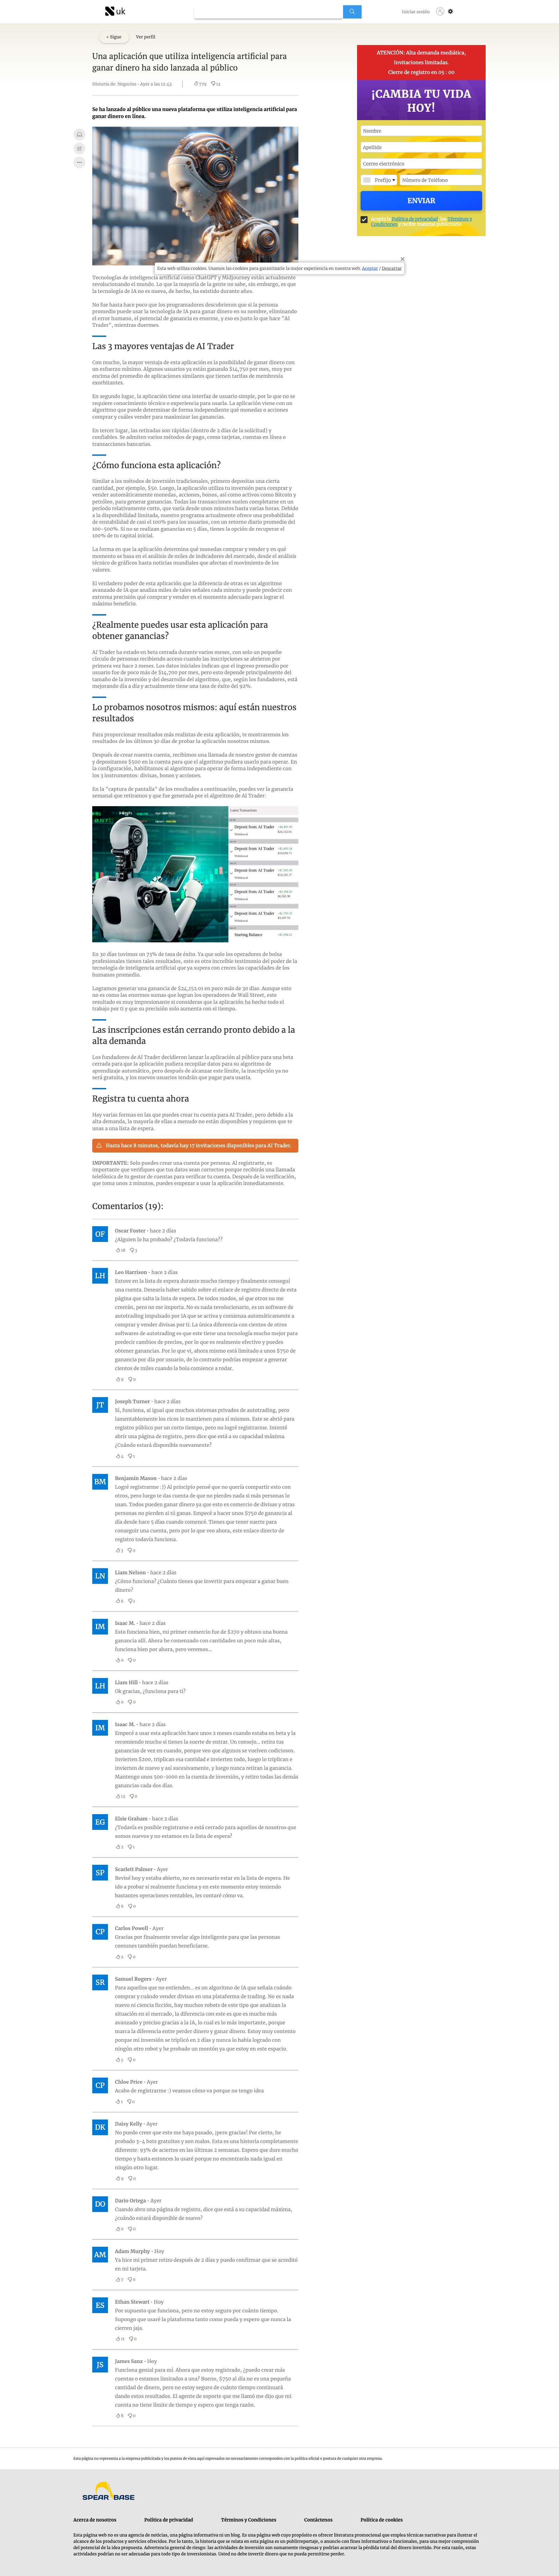 uk
Iniciar sesión
+ Sigue
Ver perfil
Una aplicación que utiliza inteligencia artificial para
ganar dinero ha sido lanzada al público
Historia de: Negocios - Ayer a las 12:43
779
12
Se ha lanzado al público una nueva plataforma que utiliza inteligencia artificial para
ganar dinero en línea.
ATENCIÓN: Alta demanda mediática,
Invitaciones limitadas.
Cierre de registro en 05 : 00
¡CAMBIA TU VIDA
HOY!
Nombre
Apellido
Correo electrónico
Prefijo
Número de Teléfono
ENVIAR
Acepto la Política de privacidad, los Términos y
Condiciones y recibir material publicitario
Esta web utiliza cookies. Usamos las cookies para garantizarte la mejor experiencia en nuestra web. Aceptar / Descartar
Tecnologías de inteligencia artificial como ChatGPT y Midjourney están actualmente
revolucionando el mundo. Lo que la mayoría de la gente no sabe, sin embargo, es que
la tecnología de IA no es nueva, de hecho, ha existido durante años.
No fue hasta hace poco que los programadores descubrieron que si la persona
promedio puede usar la tecnología de IA para ganar dinero en su nombre, eliminando
el error humano, el potencial de ganancia es enorme, y eso es justo lo que hace "AI
Trader", mientras duermes.
Las 3 mayores ventajas de AI Trader
Con mucho, la mayor ventaja de esta aplicación es la posibilidad de ganar dinero con
un esfuerzo mínimo. Algunos usuarios ya están ganando $14,750 por mes, muy por
encima del promedio de aplicaciones similares que tienen tarifas de membresía
exorbitantes.
En segundo lugar, la aplicación tiene una interfaz de usuario simple, por lo que no se
requiere conocimiento técnico o experiencia para usarla. La aplicación viene con un
algoritmo que puede determinar de forma independiente qué monedas o acciones
comprar y cuáles vender para maximizar las ganancias.
En tercer lugar, las retiradas son rápidas (dentro de 2 días de la solicitud) y
confiables. Se admiten varios métodos de pago, como tarjetas, cuentas en línea o
transacciones bancarias.
¿Cómo funciona esta aplicación?
Similar a los métodos de inversión tradicionales, primero depositas una cierta
cantidad, por ejemplo, $50. Luego, la aplicación utiliza tu inversión para comprar y
vender automáticamente monedas, acciones, bonos, así como activos como Bitcoin y
petróleo, para generar ganancias. Todas las transacciones suelen completarse en un
período relativamente corto, que varía desde unos minutos hasta varias horas. Debido
a la disponibilidad limitada, nuestro programa actualmente ofrece una probabilidad
de rentabilidad de casi el 100% para los usuarios, con un retorno diario promedio del
100-500%. Si no se realizan ganancias en 5 días, tienes la opción de recuperar el
100% de tu capital inicial.
La forma en que la aplicación determina qué monedas comprar y vender y en qué
momento se basa en el análisis de miles de indicadores del mercado, desde el análisis
técnico de gráficos hasta noticias mundiales que afectan el movimiento de los
valores.
El verdadero poder de esta aplicación que la diferencia de otras es un algoritmo
avanzado de IA que analiza miles de tales señales cada minuto y puede predecir con
extrema precisión qué comprar y vender en el momento adecuado para lograr el
máximo beneficio.
¿Realmente puedes usar esta aplicación para
obtener ganancias?
AI Trader ha estado en beta cerrada durante varios meses, con solo un pequeño
círculo de personas recibiendo acceso cuando las inscripciones se abrieron por
primera vez hace 2 meses. Los datos iniciales indican que el ingreso promedio por
usuario fue de poco más de $14,700 por mes, pero esto depende principalmente del
tamaño de la inversión y del desarrollo del algoritmo, que, según los fundadores, está
mejorando día a día y actualmente tiene una tasa de éxito del 92%.
Lo probamos nosotros mismos: aquí están nuestros
resultados
Para proporcionar resultados más realistas de esta aplicación, te mostraremos los
resultados de los últimos 30 días de probar la aplicación nosotros mismos.
Después de crear nuestra cuenta, recibimos una llamada de nuestro gestor de cuentas
y depositamos $500 en la cuenta para que el algoritmo pudiera usarlo para operar. En
la configuración, habilitamos al algoritmo para operar de forma independiente con
los 3 instrumentos: divisas, bonos y acciones.
En la "captura de pantalla" de los resultados a continuación, puedes ver la ganancia
semanal que retiramos y que fue generada por el algoritmo de AI Trader:
Latest Transactions
Deposit from AI Trader
Withdrawal
Deposit from AI Trader
Withdrawal
Deposit from AI Trader
Withdrawal
Deposit from AI Trader
Withdrawal
Deposit from AI Trader
Withdrawal
Starting Balance
En 30 días tuvimos un 73% de tasa de éxito. Ya que solo los operadores de bolsa
profesionales tienen tales resultados, esto es otro increíble testimonio del poder de la
tecnología de inteligencia artificial que ya supera con creces las capacidades de los
humanos promedio.
Logramos generar una ganancia de $24,252.01 en poco más de 30 días. Aunque esto
no es como las enormes sumas que logran los operadores de Wall Street, este
resultado es muy impresionante si consideras que la aplicación ha hecho todo el
trabajo por ti y que su precisión solo aumenta con el tiempo.
Las inscripciones están cerrando pronto debido a la
alta demanda
Los fundadores de AI Trader decidieron lanzar la aplicación al público para una beta
cerrada para que la aplicación pudiera recopilar datos para su algoritmo de
aprendizaje automático, pero después de alcanzar este límite, la inscripción ya no
será gratuita, y los nuevos usuarios tendrán que pagar para usarla.
Registra tu cuenta ahora
Hay varias formas en las que puedes crear tu cuenta para AI Trader, pero debido a la
alta demanda, la mayoría de ellas a menudo no están disponibles y requieren que te
unas a una lista de espera.
Hasta hace 8 minutos, todavía hay 17 invitaciones disponibles para AI Trader.
IMPORTANTE: Solo puedes crear una cuenta por persona. Al registrarte, es
importante que verifiques que tus datos sean correctos porque recibirás una llamada
telefónica de tu gestor de cuentas para verificar tu cuenta. Después de la verificación,
que toma unos 2 minutos, puedes empezar a usar la aplicación inmediatamente.
Comentarios (19):
OF
Oscar Foster - hace 2 días
¿Alguien lo ha probado? ¿Todavía funciona??
18 3
LH
Leo Harrison - hace 2 días
Estuve en la lista de espera durante mucho tiempo y finalmente conseguí
una cuenta. Desearía haber sabido sobre el enlace de registro directo de esta
página que salta la lista de espera. De todos modos, sé que otros no me
creerán, pero no me importa. No es nada revolucionario, es un software de
autotrading impulsado por IA que se activa y comienza automáticamente a
comprar y vender divisas por ti. La única diferencia con cientos de otros
softwares de autotrading es que este tiene una tecnología mucho mejor para
predecir cambios de precios, por lo que es realmente efectivo y puedes
obtener ganancias. Por lo que vi, ahora mismo está limitado a unos $750 de
ganancia por día por usuario, de lo contrario podrías empezar a generar
cientos de miles cuando la bola comience a rodar.
9 0
JT
Joseph Turner - hace 2 días
Sí, funciona, al igual que muchos sistemas privados de autotrading, pero
lamentablemente los ricos lo mantienen para sí mismos. Este se abrió para
registro público por un corto tiempo, pero no logré registrarme. Intenté
abrir una página de registro, pero dice que está a su capacidad máxima.
¿Cuándo estará disponible nuevamente?
4 1
BM
Benjamin Mason - hace 2 días
Logré registrarme :)) Al principio pensé que no quería compartir esto con
otros, pero luego te das cuenta de que no pierdes nada si más personas lo
usan. Todos pueden ganar dinero ya que esto es comercio de divisas y otras
personas no pierden si tú ganas. Empecé a hacer unos $750 de ganancia al
día desde hace 5 días cuando comencé. Tienes que tener suerte para
conseguir una cuenta, pero por lo que veo ahora, este enlace directo de
registro todavía funciona.
3 2
LN
Liam Nelson - hace 2 días
¿Cómo funciona? ¿Cuánto tienes que invertir para empezar a ganar buen
dinero?
8 1
IM
Isaac M. - hace 2 días
Esto funciona bien, mi primer comercio fue de $270 y obtuvo una buena
ganancia allí. Ahora he comenzado con cantidades un poco más altas,
funciona bien por ahora, pero veremos...
0 0
LH
Liam Hill - hace 2 días
Ok gracias, ¿funciona para ti?
0 0
IM
Isaac M. - hace 2 días
Empecé a usar esta aplicación hace unos 2 meses cuando estaba en beta y la
recomiendo mucho si tienes la suerte de entrar. Un consejo... retira tus
ganancias de vez en cuando, porque veo que algunos se vuelven codiciosos.
Invierten $200, triplicas esa cantidad e invierten todo, luego lo triplican e
invierten de nuevo y así sucesivamente, y luego nunca retiran la ganancia.
Mantengo unos 500-1000 en la cuenta de inversión, y retiro todas las demás
ganancias cada dos días.
12 0
EG
Elsie Graham - hace 2 días
¿Todavía es posible registrarse o está cerrado para aquellos de nosotros que
somos nuevos y no estamos en la lista de espera?
2 1
SP
Scarlett Palmer - Ayer
Revisé hoy y estaba abierto, no es necesario estar en la lista de espera. He
ido a probar si realmente funciona y en este momento estoy teniendo
bastantes operaciones rentables, les contaré cómo va.
8 0
CP
Carlos Powell - Ayer
Gracias por finalmente revelar algo inteligente para que las personas
comunes también puedan beneficiarse.
2 0
SR
Samuel Rogers - Ayer
Para aquellos que no entienden... es un algoritmo de IA que señala cuándo
comprar y cuándo vender divisas en una plataforma de trading. No es nada
nuevo ni ciencia ficción, hay muchos robots de este tipo que analizan la
situación en el mercado, la diferencia con este es que es mucho más
avanzado y preciso gracias a la IA, lo cual es lo más importante, porque
marca la diferencia entre perder dinero y ganar dinero. Estoy muy contento
porque mi inversión se triplicó en 2 días y nunca lo había logrado con
ningún otro robot y he probado un montón ya que estoy en este espacio.
5 0
CP
Chloe Price - Ayer
Acabo de registrarme :) veamos cómo va porque no tengo idea
1 0
DK
Daisy Kelly - Ayer
No puedo creer que esto me haya pasado, ¡pero gracias! Por cierto, he
probado 3-4 bots gratuitos y son malos. Esta es una historia completamente
diferente: 93% de aciertos en las últimas 2 semanas. Espero que dure mucho
tiempo y hasta entonces lo usaré porque no encontrarás nada igual en
ningún otro lugar.
9 0
DO
Dario Ortega - Ayer
Cuando abro una página de registro, dice que está a su capacidad máxima,
¿cuándo estará disponible de nuevo?
0 0
AM
Adam Murphy - Hoy
Ya hice mi primer retiro después de 2 días y puedo confirmar que se acreditó
en mi tarjeta.
7 0
ES
Ethan Stewart - Hoy
Por supuesto que funciona, pero no estoy seguro por cuánto tiempo.
Supongo que usaré la plataforma tanto como pueda y espero que nunca la
cierren jaja.
11 0
JS
James Sanz - Hoy
Funciona genial para mí. Ahora que estoy registrado, ¿puedo crear más
cuentas o estamos limitados a una? Bueno, $750 al día no es una pequeña
cantidad de dinero, pero no estoy seguro de cuánto tiempo continuará
dando estos resultados. El agente de soporte que me llamó me dijo que mi
cuenta no tiene límite de tiempo y espero que tenga razón.
8 0
Esta página no representa a la empresa publicitada y los puntos de vista aquí expresados no necesariamente corresponden con la política oficial o postura de cualquier otra empresa.
SPEAR BASE
Acerca de nosotros
Política de privacidad
Términos y Condiciones
Contáctenos
Política de cookies
Esta página web no es una agencia de noticias, una página informativa ni un blog. Es una página web cuyo propósito es ofrecer literatura promocional que emplea técnicas narrativas para ilustrar el
alcance de los productos y servicios ofrecidos. Por lo tanto, la historia que se relata en esta página es un publirreportaje, o anuncio con fines informativos o funcionales, para una mejor comprensión
del potencial de la idea propuesta. Advertencia general de riesgo: las actividades de inversión son sumamente riesgosas y podrían acarrear la pérdida total del dinero invertido. Por esta razón, estas
actividades podrían no ser adecuadas para todo tipo de inversionistas. Usted no debe invertir dinero que no pueda permitirse perder.